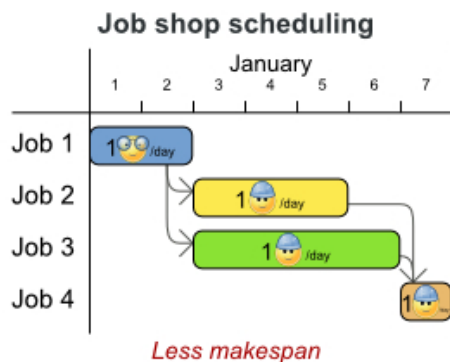 Job shop scheduling
January
1 2 3 4 5 6 7
Job 1 1 /day
Job 2 1 /day
Job 3 1 /day
Job 4 1
Less makespan